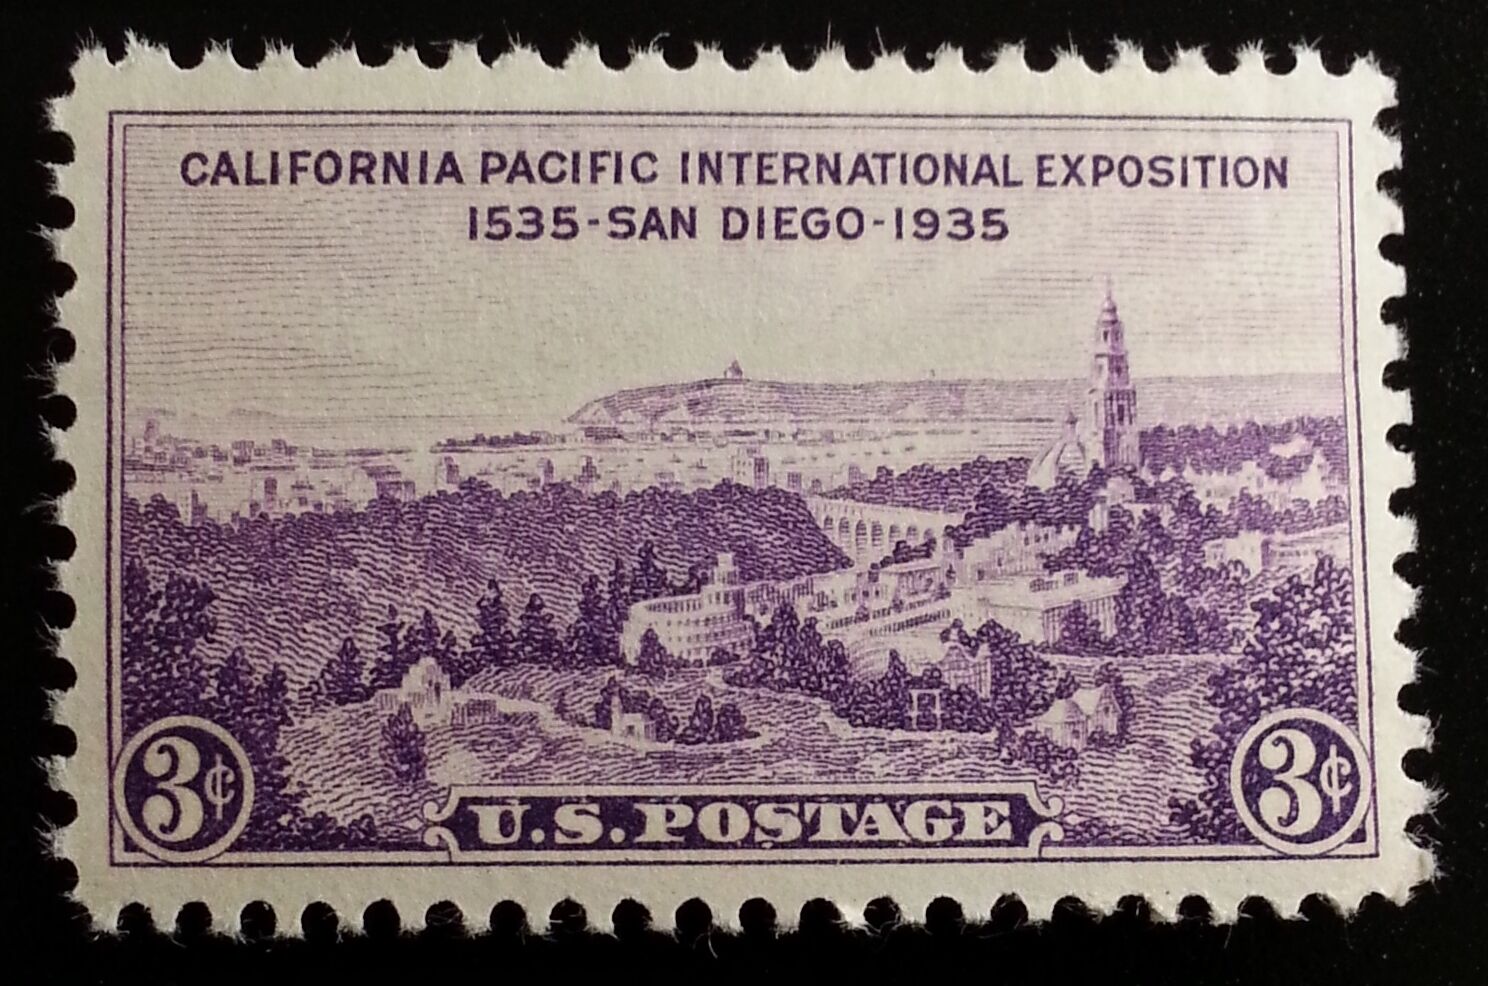 CALIFORNIA PACIFIC INTERNATIONAL EXPOSITION
1535-SAN DIEGO-1935
3¢
U.S. POSTAGE
3¢